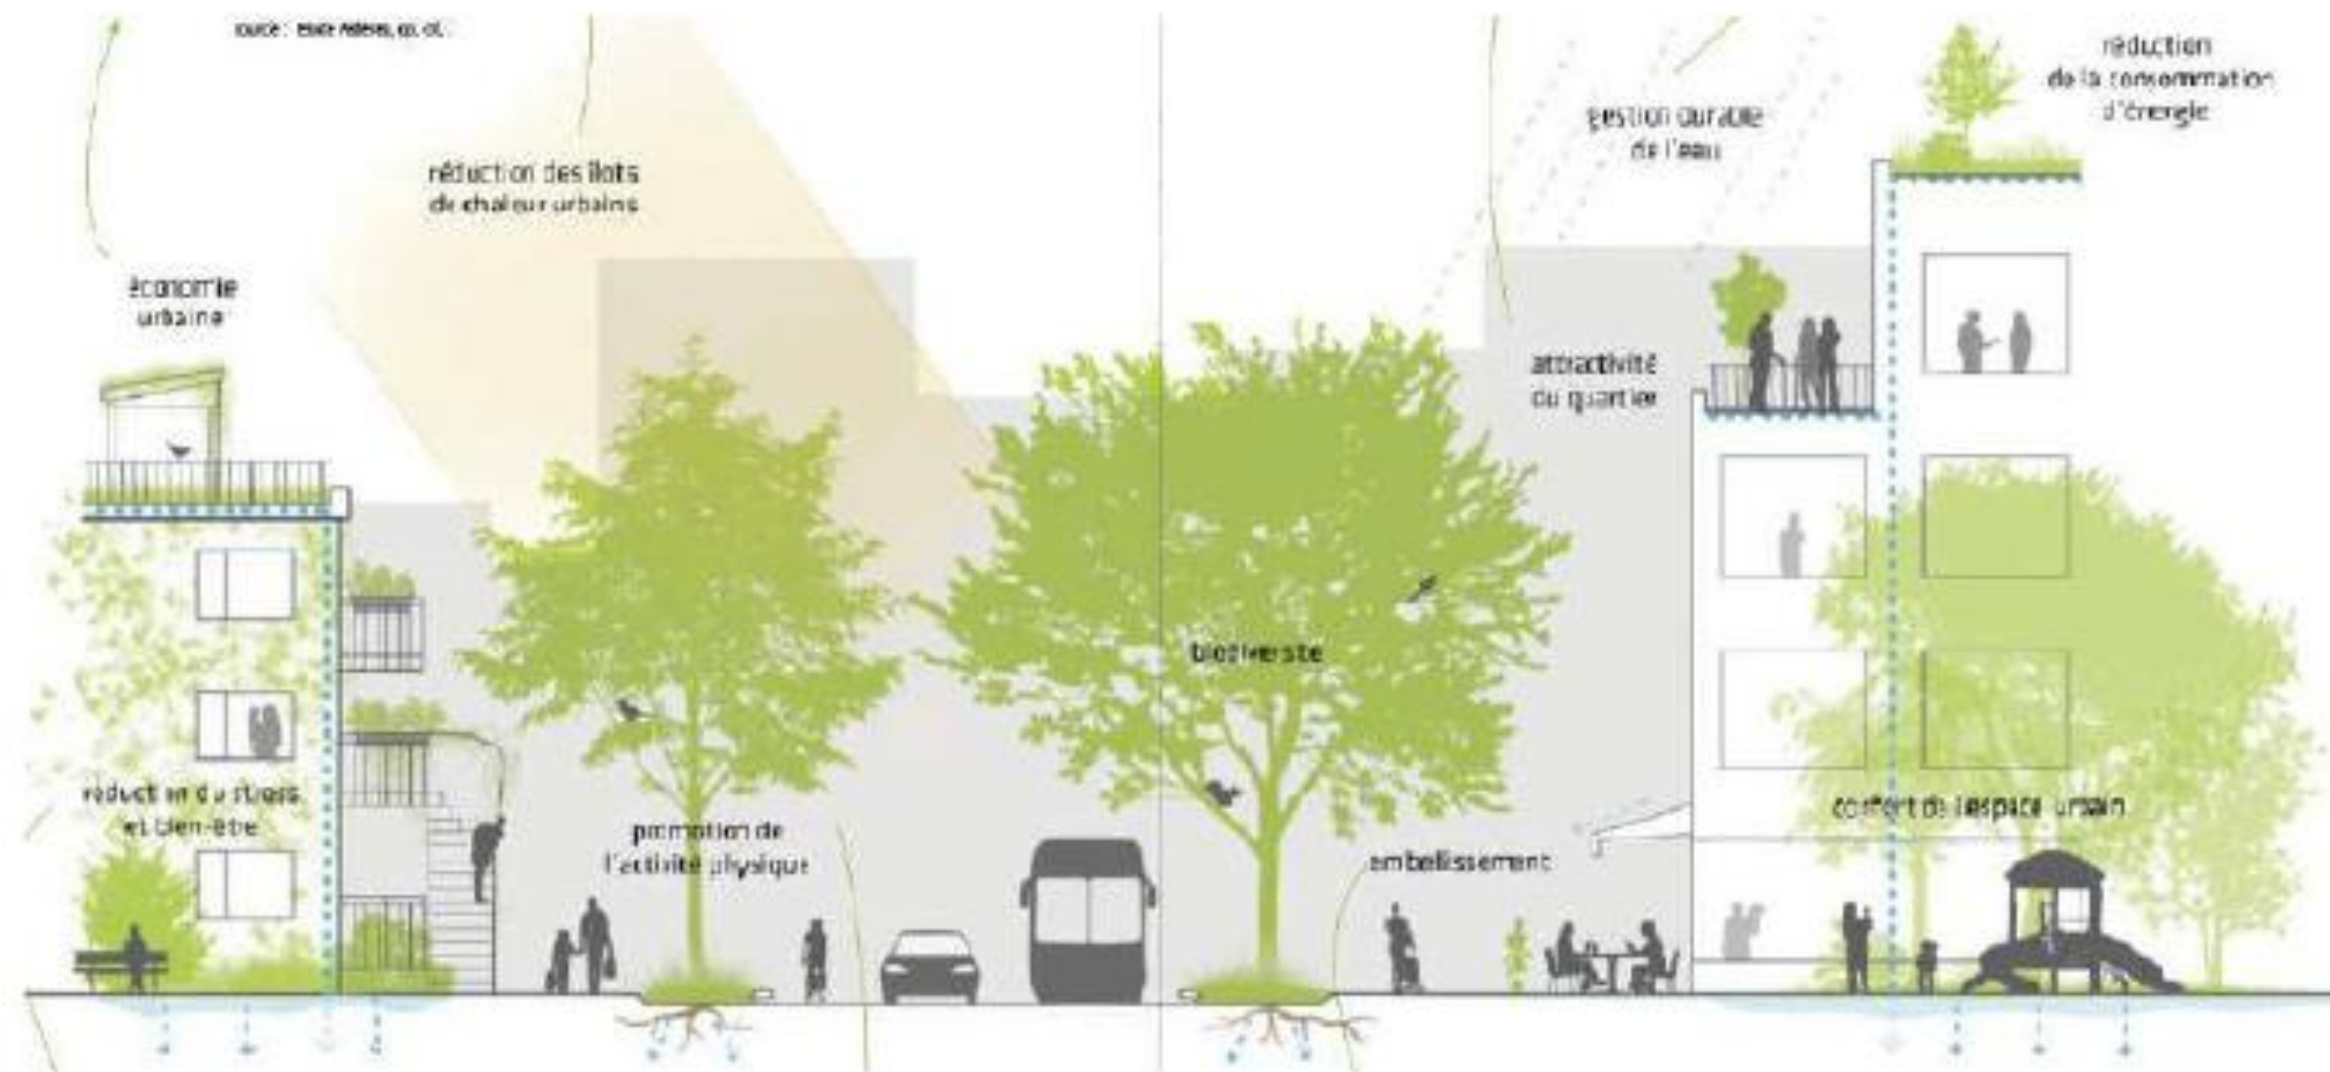 source :
réduction
de la consommation
d'énergie
gestion durable
de l'eau
réduction des îlots
de chaleur urbains
économie
urbaine
attractivité
du quartier
biodiversité
réduction du stress
et bien-être
promotion de
l'activité physique
embellissement
confort de l'espace urbain